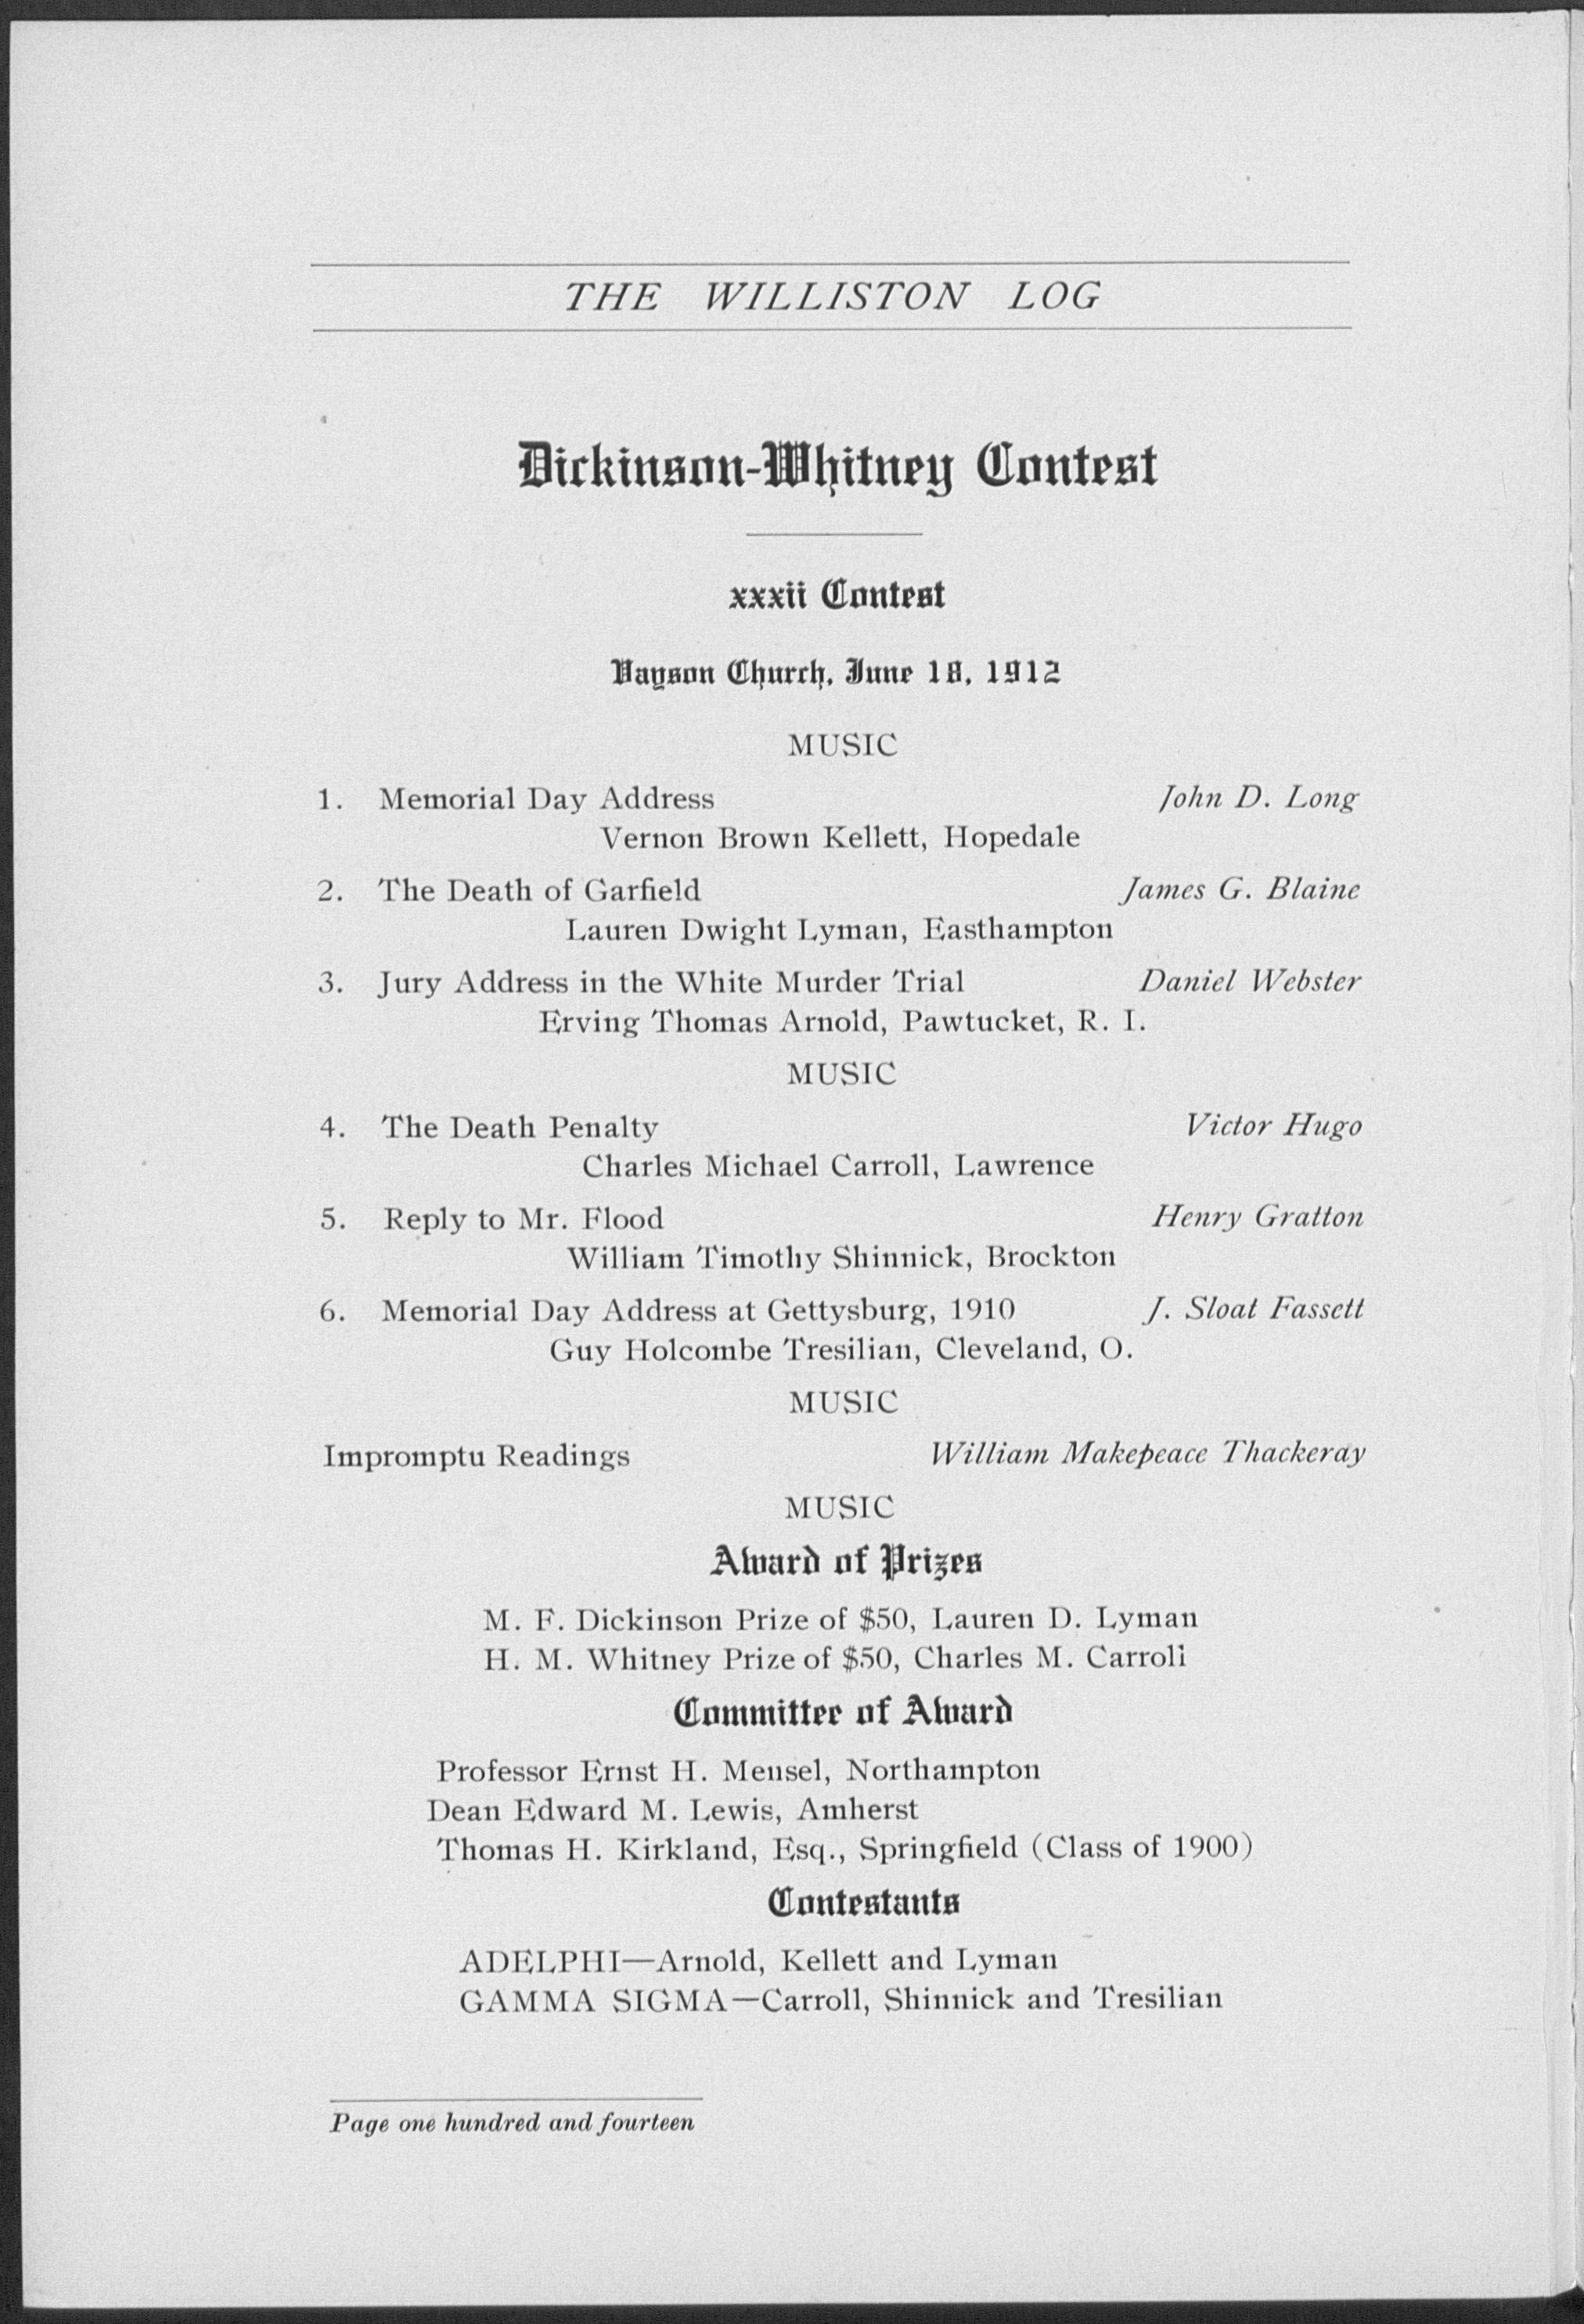 THE WILLISTON LOG
Dickinson-Whitney Contest
xxxii Contest
Payson Church, June 18, 1912
MUSIC
1. Memorial Day Address John D. Long
Vernon Brown Kellett, Hopedale
2. The Death of Garfield James G. Blaine
Lauren Dwight Lyman, Easthampton
3. Jury Address in the White Murder Trial Daniel Webster
Erving Thomas Arnold, Pawtucket, R. I.
MUSIC
4. The Death Penalty Victor Hugo
Charles Michael Carroll, Lawrence
5. Reply to Mr. Flood Henry Gratton
William Timothy Shinnick, Brockton
6. Memorial Day Address at Gettysburg, 1910 J. Sloat Fassett
Guy Holcombe Tresilian, Cleveland, O.
MUSIC
Impromptu Readings William Makepeace Thackeray
MUSIC
Award of Prizes
M. F. Dickinson Prize of $50, Lauren D. Lyman
H. M. Whitney Prize of $50, Charles M. Carroll
Committee of Award
Professor Ernst H. Mensel, Northampton
Dean Edward M. Lewis, Amherst
Thomas H. Kirkland, Esq., Springfield (Class of 1900)
Contestants
ADELPHI—Arnold, Kellett and Lyman
GAMMA SIGMA—Carroll, Shinnick and Tresilian
Page one hundred and fourteen